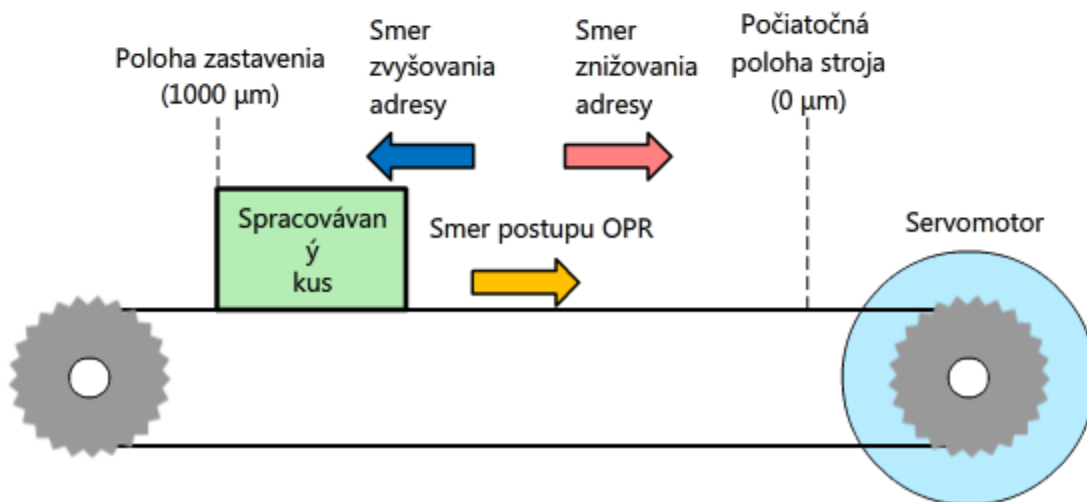 Poloha zastavenia
(1000 µm)
Smer
zvyšovania
adresy
Smer
znižovania
adresy
Počiatočná
poloha stroja
(0 µm)
Spracovávan
ý
kus
Smer postupu OPR
Servomotor